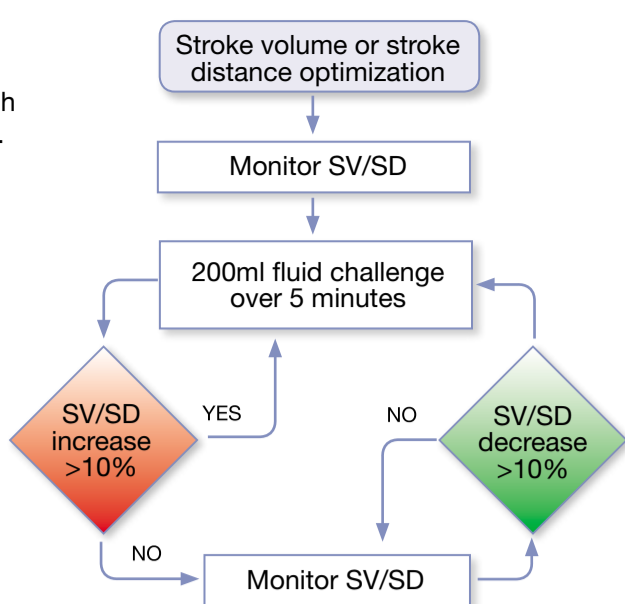 Stroke volume or stroke
distance optimization
h
.
Monitor SV/SD
200ml fluid challenge
over 5 minutes
SV/SD
increase
>10%
YES
NO
SV/SD
decrease
>10%
NO
Monitor SV/SD